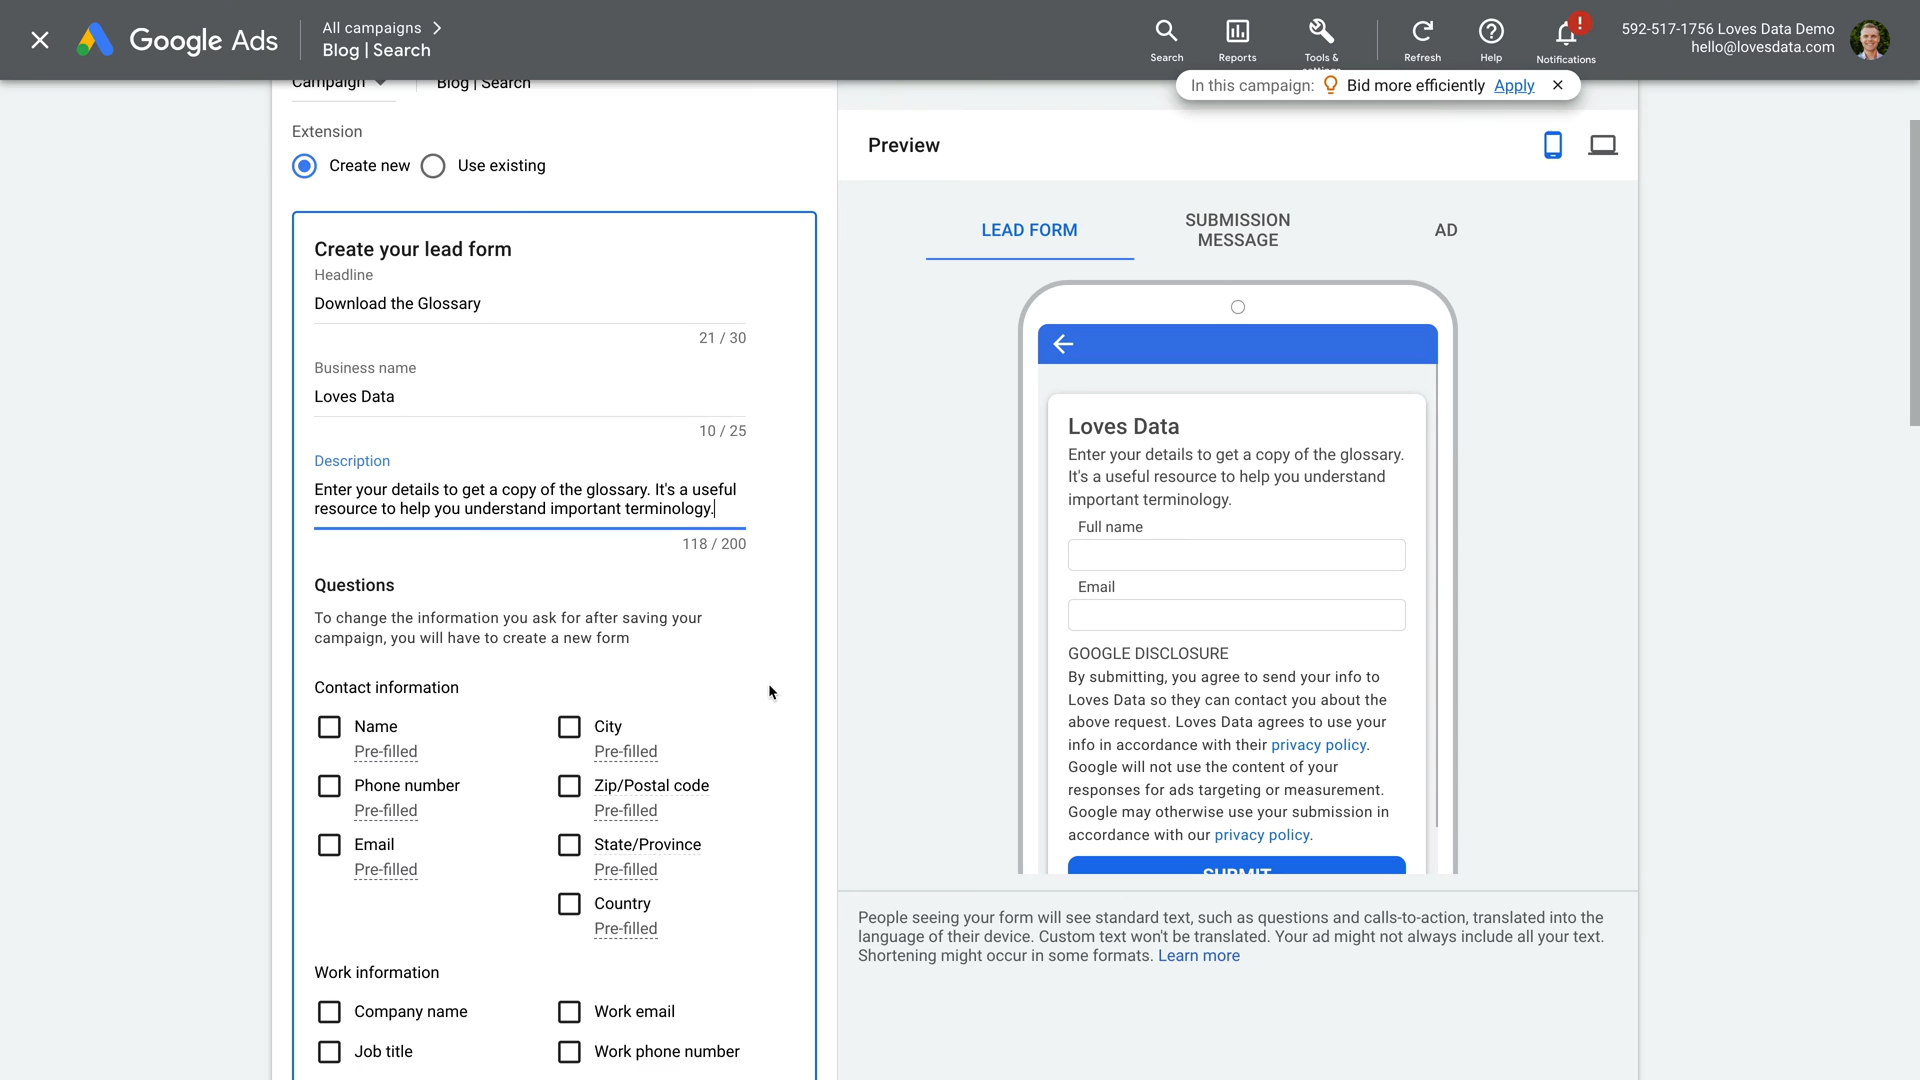 Google Ads
All campaigns
Blog | Search
Search
Reports
Tools &
settings
Refresh
Help
!
Notifications
592-517-1756 Loves Data Demo
hello@lovesdata.com
In this campaign: Bid more efficiently Apply
Campaign
Blog | Search
Extension
Create new
Use existing
Create your lead form
Headline
Download the Glossary
21 / 30
Business name
Loves Data
10 / 25
Description
Enter your details to get a copy of the glossary. It's a useful
resource to help you understand important terminology.
118 / 200
Questions
To change the information you ask for after saving your
campaign, you will have to create a new form
Contact information
Name
Pre-filled
City
Pre-filled
Phone number
Pre-filled
Zip/Postal code
Pre-filled
Email
Pre-filled
State/Province
Pre-filled
Country
Pre-filled
Work information
Company name
Work email
Job title
Work phone number
Preview
LEAD FORM
SUBMISSION
MESSAGE
AD
Loves Data
Enter your details to get a copy of the glossary.
It's a useful resource to help you understand
important terminology.
Full name
Email
GOOGLE DISCLOSURE
By submitting, you agree to send your info to
Loves Data so they can contact you about the
above request. Loves Data agrees to use your
info in accordance with their privacy policy.
Google will not use the content of your
responses for ads targeting or measurement.
Google may otherwise use your submission in
accordance with our privacy policy.
SUBMIT
People seeing your form will see standard text, such as questions and calls-to-action, translated into the
language of their device. Custom text won't be translated. Your ad might not always include all your text.
Shortening might occur in some formats. Learn more